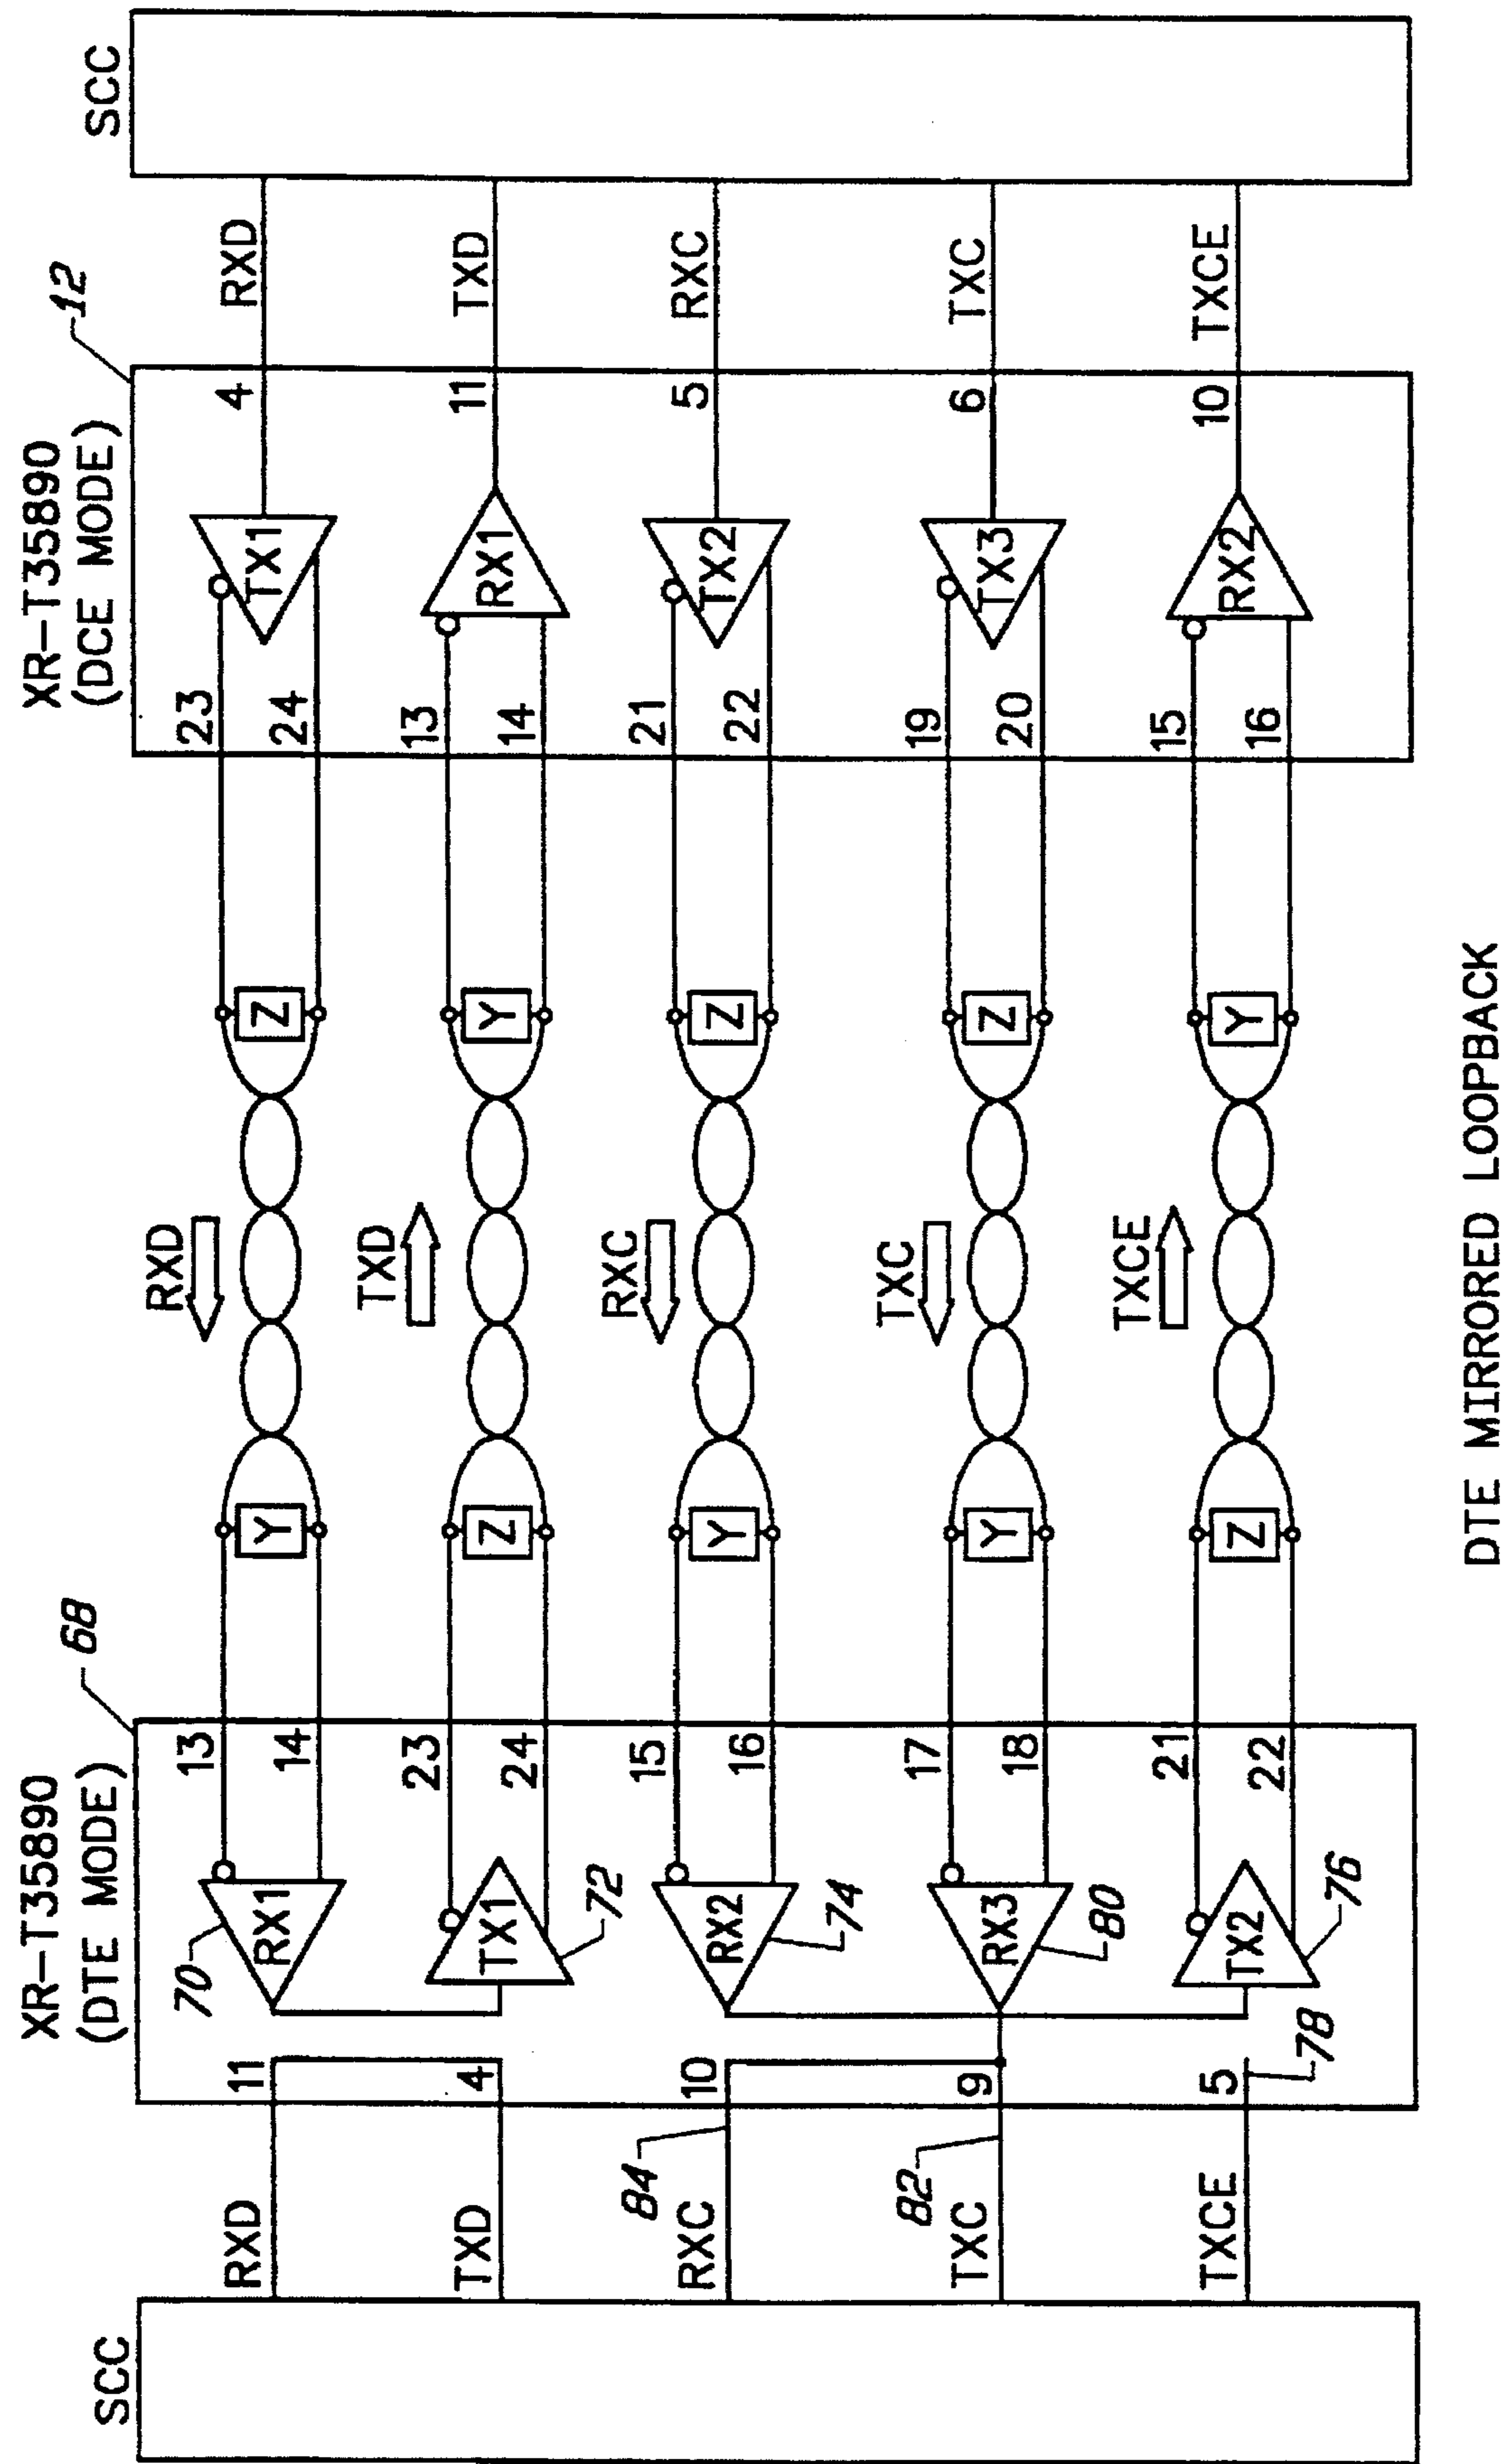 XR-T35890
(DTE MODE)
68
XR-T35890
(DCE MODE)
12
SCC
SCC
RXD
11
70
RX1
13
14
Y
RXD
Z
23
24
TX1
4
RXD
TXD
4
TX1
72
23
24
Z
TXD
Y
13
14
RX1
11
TXD
84
RXC
10
RX2
74
15
16
Y
RXC
Z
21
22
TX2
5
RXC
82
TXC
9
RX3
80
17
18
Y
TXC
Z
19
20
TX3
6
TXC
TXCE
5
78
TX2
76
21
22
Z
TXCE
Y
15
16
RX2
10
TXCE
DTE MIRRORED LOOPBACK